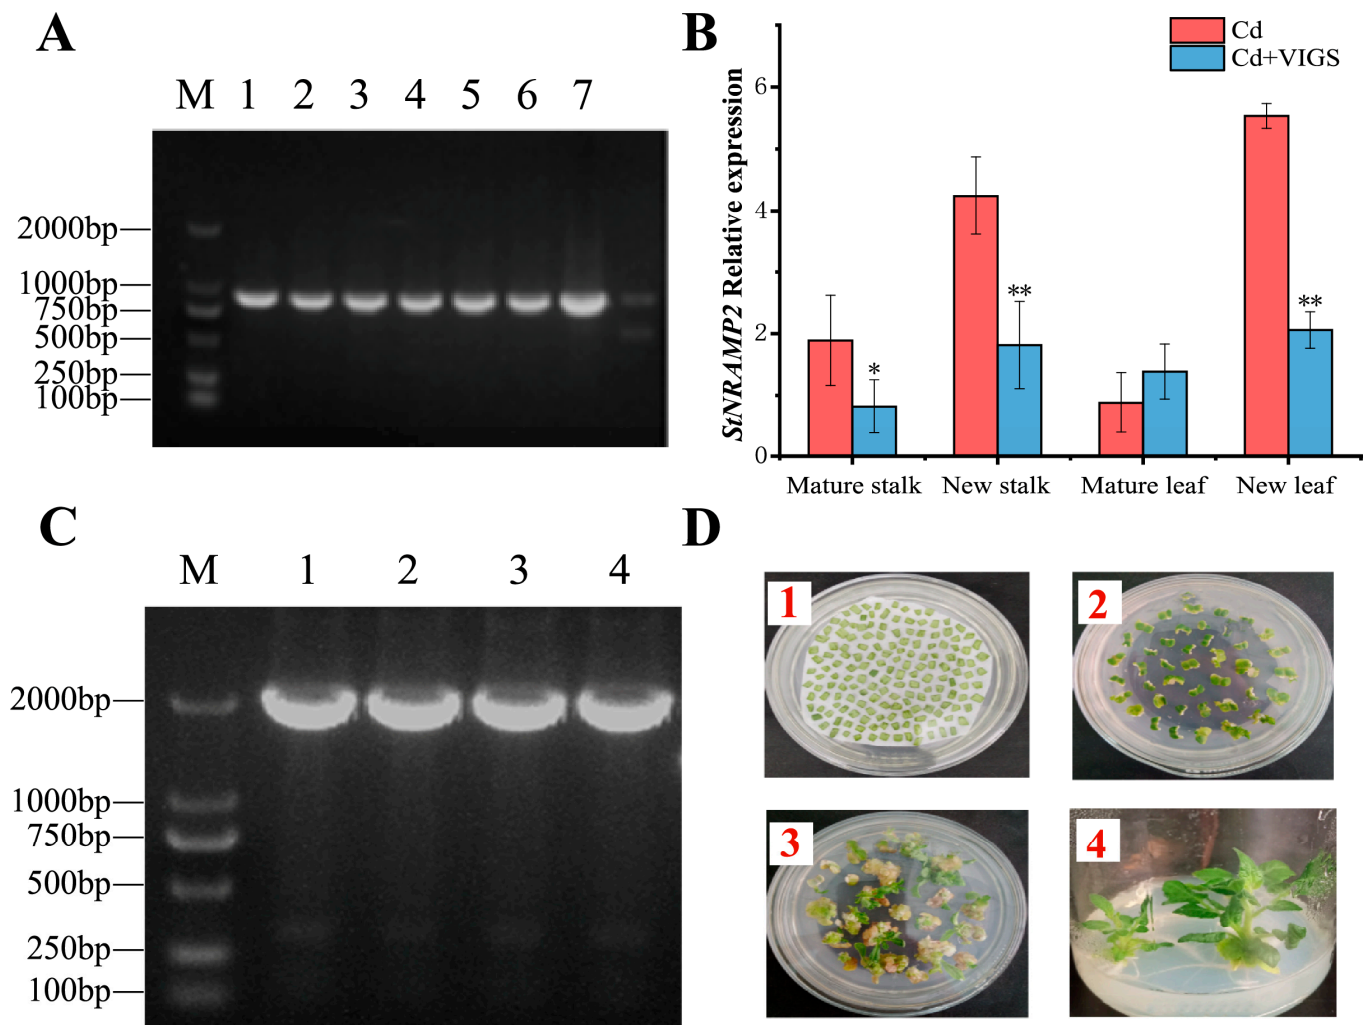 A
M 1 2 3 4 5 6 7
2000bp
1000bp
750bp
500bp
250bp
100bp
B
Cd
Cd+VIGS
StNRAMP2 Relative expression
6
4
2
0
*
**
**
Mature stalk New stalk Mature leaf New leaf
C
M 1 2 3 4
2000bp
1000bp
750bp
500bp
250bp
100bp
D
1
2
3
4